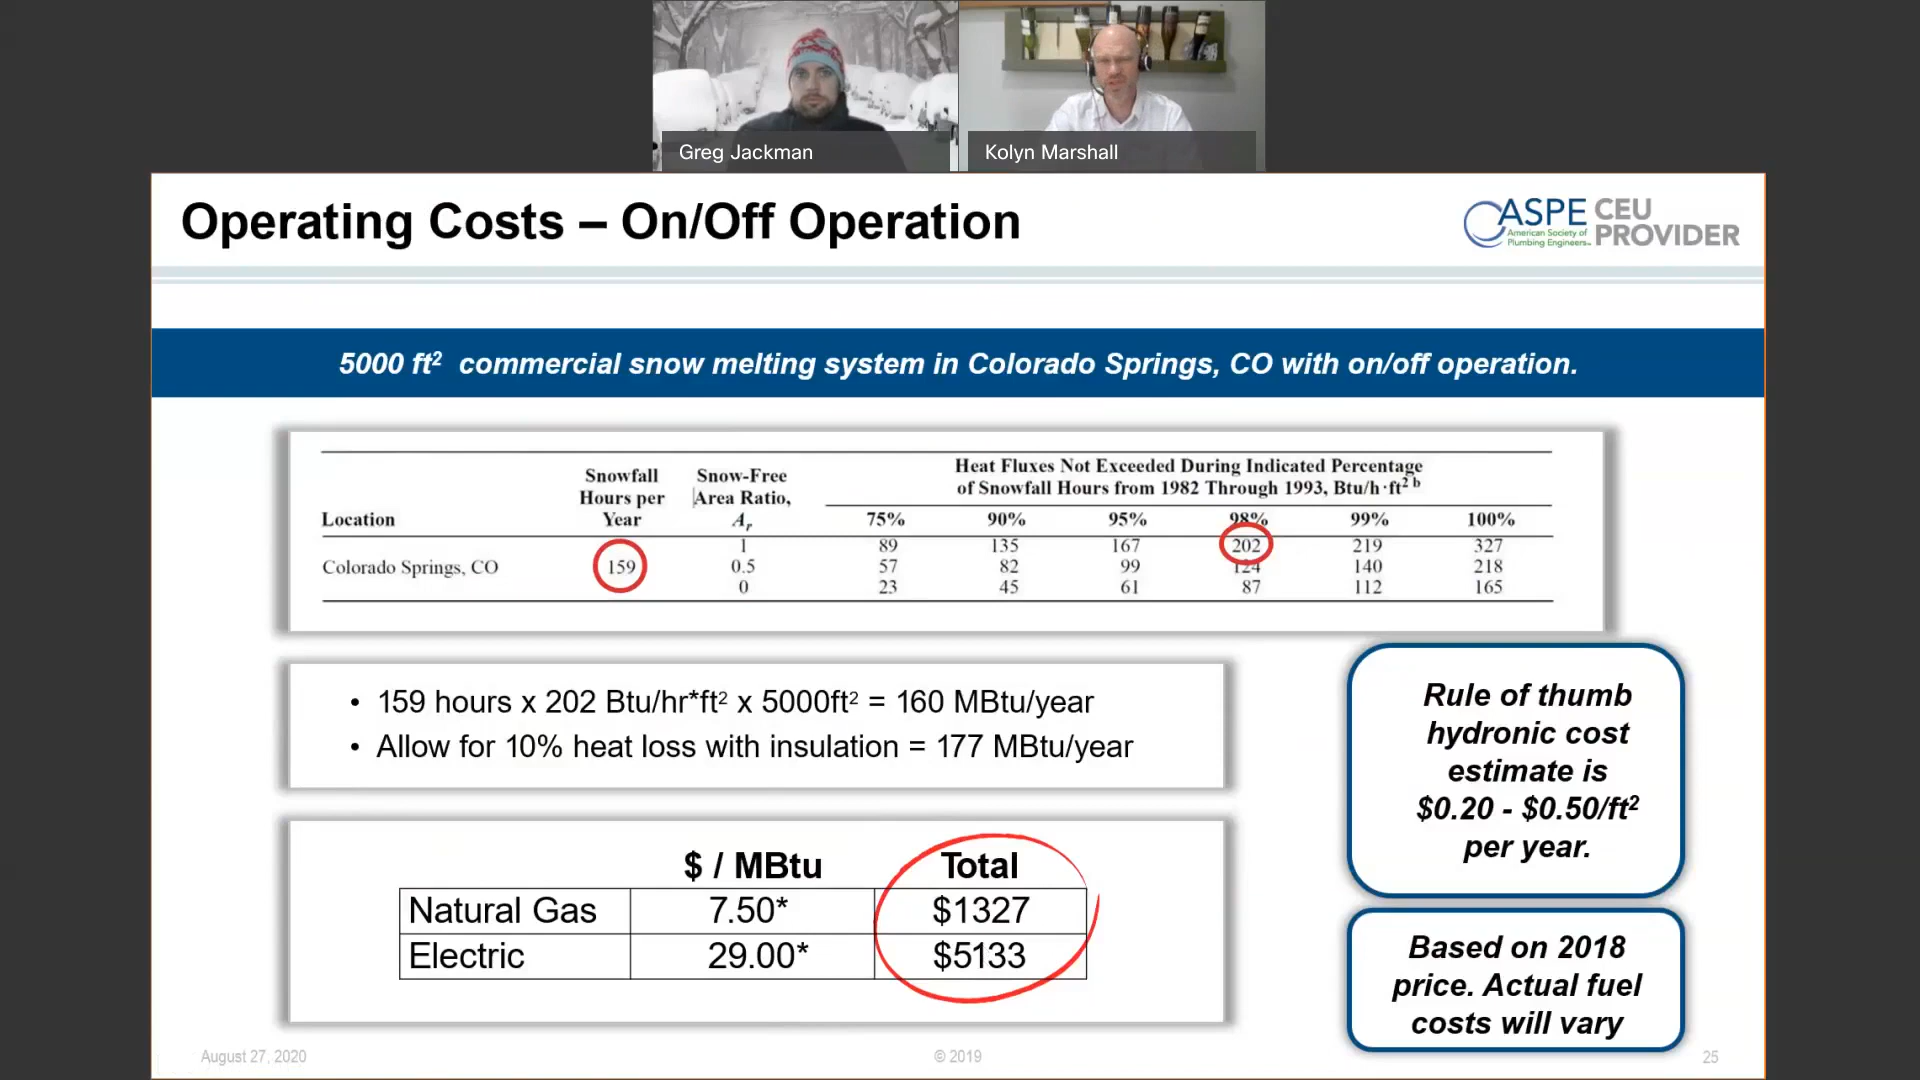 Greg Jackman
Kolyn Marshall
Operating Costs – On/Off Operation
ASPE CEU
American Society of
Plumbing Engineers™ PROVIDER
5000 ft² commercial snow melting system in Colorado Springs, CO with on/off operation.
Snowfall Snow-Free Heat Fluxes Not Exceeded During Indicated Percentage
Hours per Area Ratio, of Snowfall Hours from 1982 Through 1993, Btu/h·ft² ᵇ
Location Year Aᵣ 75% 90% 95% 98% 99% 100%
1 89 135 167 202 219 327
Colorado Springs, CO 159 0.5 57 82 99 124 140 218
0 23 45 61 87 112 165
• 159 hours x 202 Btu/hr*ft² x 5000ft² = 160 MBtu/year
• Allow for 10% heat loss with insulation = 177 MBtu/year
$ / MBtu Total
Natural Gas 7.50* $1327
Electric 29.00* $5133
Rule of thumb
hydronic cost
estimate is
$0.20 - $0.50/ft²
per year.
Based on 2018
price. Actual fuel
costs will vary
August 27, 2020
© 2019
25